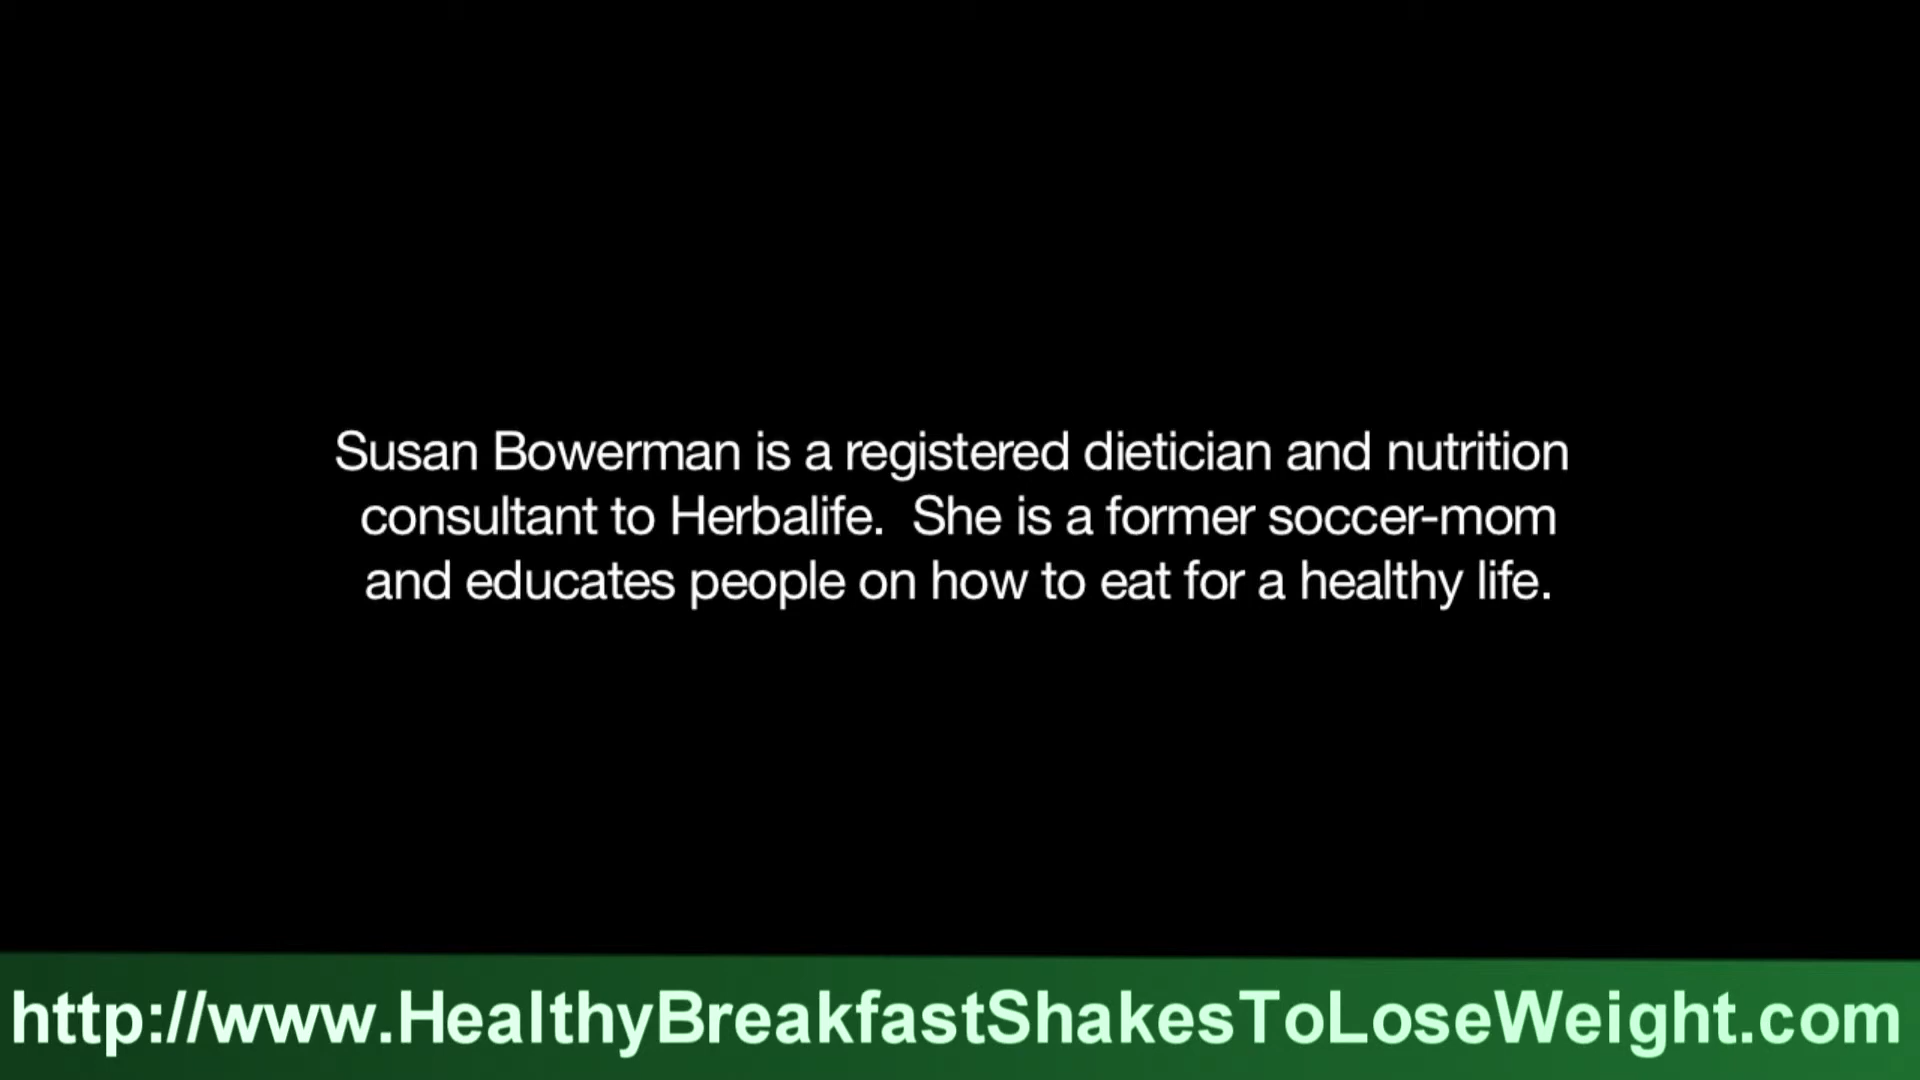 Susan Bowerman is a registered dietician and nutrition
consultant to Herbalife.  She is a former soccer-mom
and educates people on how to eat for a healthy life.
http://www.HealthyBreakfastShakesToLoseWeight.com